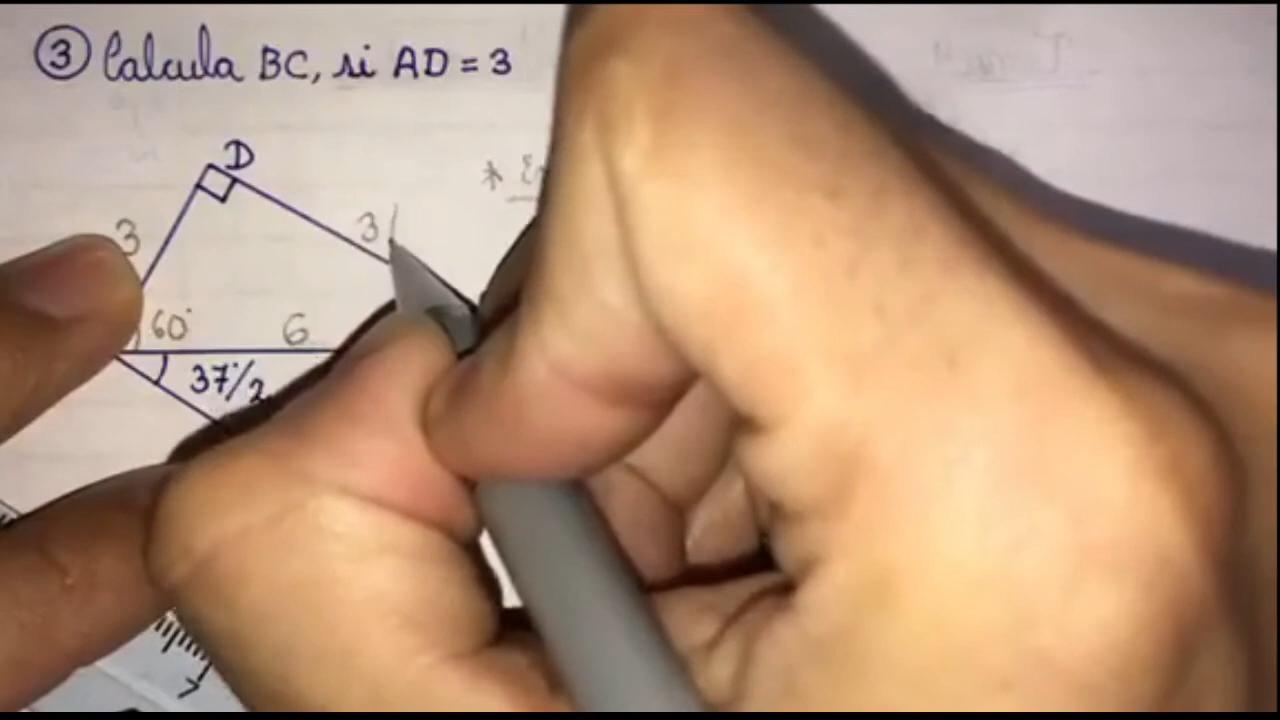 ③ Calcula BC, si AD = 3
D
3
3
60°
6
37°/2